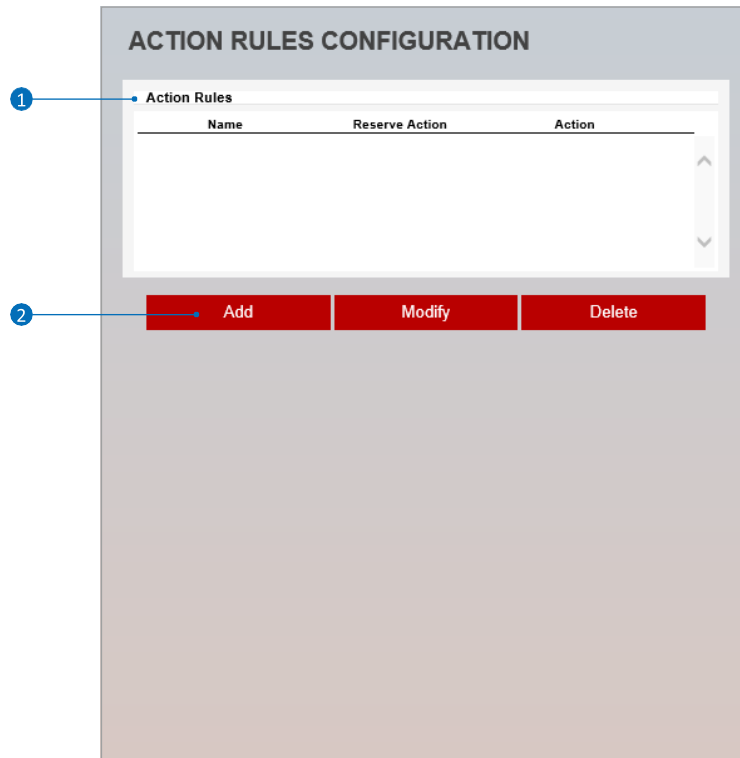 ACTION RULES CONFIGURATION
1 Action Rules
Name Reserve Action Action
2 Add Modify Delete